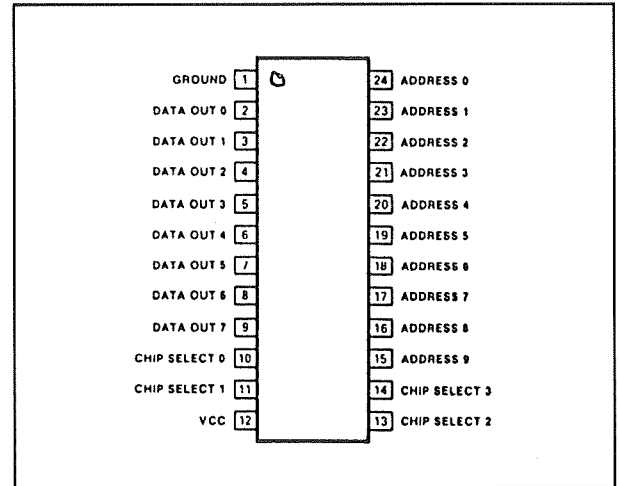 GROUND 1 24 ADDRESS 0
DATA OUT 0 2 23 ADDRESS 1
DATA OUT 1 3 22 ADDRESS 2
DATA OUT 2 4 21 ADDRESS 3
DATA OUT 3 5 20 ADDRESS 4
DATA OUT 4 6 19 ADDRESS 5
DATA OUT 5 7 18 ADDRESS 6
DATA OUT 6 8 17 ADDRESS 7
DATA OUT 7 9 16 ADDRESS 8
CHIP SELECT 0 10 15 ADDRESS 9
CHIP SELECT 1 11 14 CHIP SELECT 3
VCC 12 13 CHIP SELECT 2